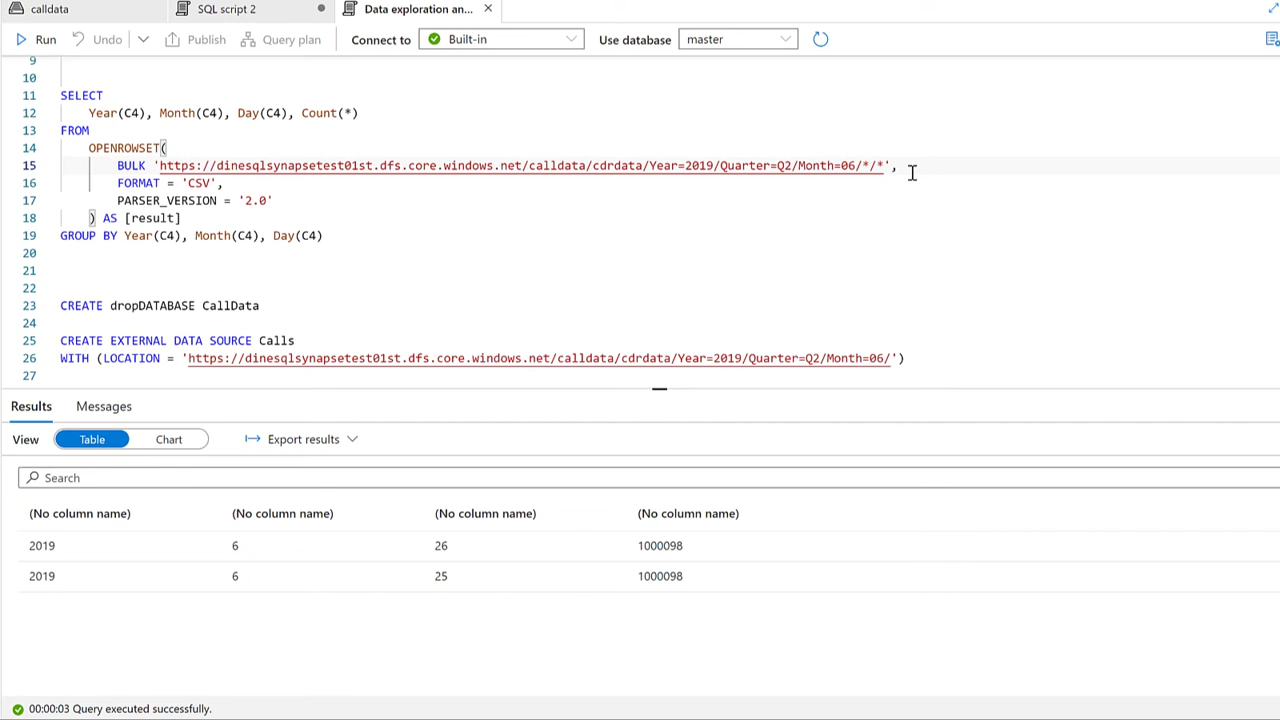 calldata SQL script 2 Data exploration an...
Run Undo Publish Query plan Connect to Built-in Use database master
9
10
11 SELECT
12 Year(C4), Month(C4), Day(C4), Count(*)
13 FROM
14 OPENROWSET(
15 BULK 'https://dinesqlsynapsetest01st.dfs.core.windows.net/calldata/cdrdata/Year=2019/Quarter=Q2/Month=06/*/*',
16 FORMAT = 'CSV',
17 PARSER_VERSION = '2.0'
18 ) AS [result]
19 GROUP BY Year(C4), Month(C4), Day(C4)
20
21
22
23 CREATE dropDATABASE CallData
24
25 CREATE EXTERNAL DATA SOURCE Calls
26 WITH (LOCATION = 'https://dinesqlsynapsetest01st.dfs.core.windows.net/calldata/cdrdata/Year=2019/Quarter=Q2/Month=06/')
27
Results Messages
View Table Chart Export results
Search
(No column name) (No column name) (No column name) (No column name)
2019 6 26 1000098
2019 6 25 1000098
00:00:03 Query executed successfully.